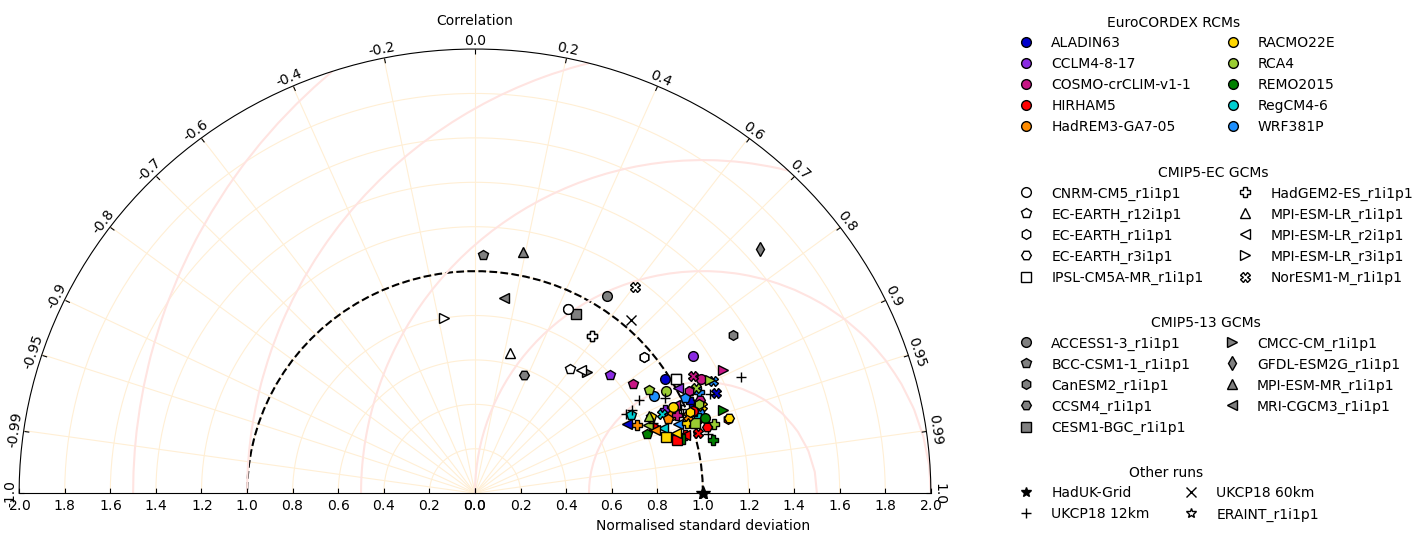 Correlation
0.0
-0.2
0.2
-0.4
0.4
-0.6
0.6
-0.7
0.7
-0.8
0.8
-0.9
0.9
-0.95
0.95
-0.99
0.99
-1.0
1.0
2.0 1.8 1.6 1.4 1.2 1.0 0.8 0.6 0.4 0.2 0.0 0.2 0.4 0.6 0.8 1.0 1.2 1.4 1.6 1.8 2.0
Normalised standard deviation
EuroCORDEX RCMs
ALADIN63
CCLM4-8-17
COSMO-crCLIM-v1-1
HIRHAM5
HadREM3-GA7-05
RACMO22E
RCA4
REMO2015
RegCM4-6
WRF381P
CMIP5-EC GCMs
CNRM-CM5_r1i1p1
EC-EARTH_r12i1p1
EC-EARTH_r1i1p1
EC-EARTH_r3i1p1
IPSL-CM5A-MR_r1i1p1
HadGEM2-ES_r1i1p1
MPI-ESM-LR_r1i1p1
MPI-ESM-LR_r2i1p1
MPI-ESM-LR_r3i1p1
NorESM1-M_r1i1p1
CMIP5-13 GCMs
ACCESS1-3_r1i1p1
BCC-CSM1-1_r1i1p1
CanESM2_r1i1p1
CCSM4_r1i1p1
CESM1-BGC_r1i1p1
CMCC-CM_r1i1p1
GFDL-ESM2G_r1i1p1
MPI-ESM-MR_r1i1p1
MRI-CGCM3_r1i1p1
Other runs
HadUK-Grid
UKCP18 12km
UKCP18 60km
ERAINT_r1i1p1